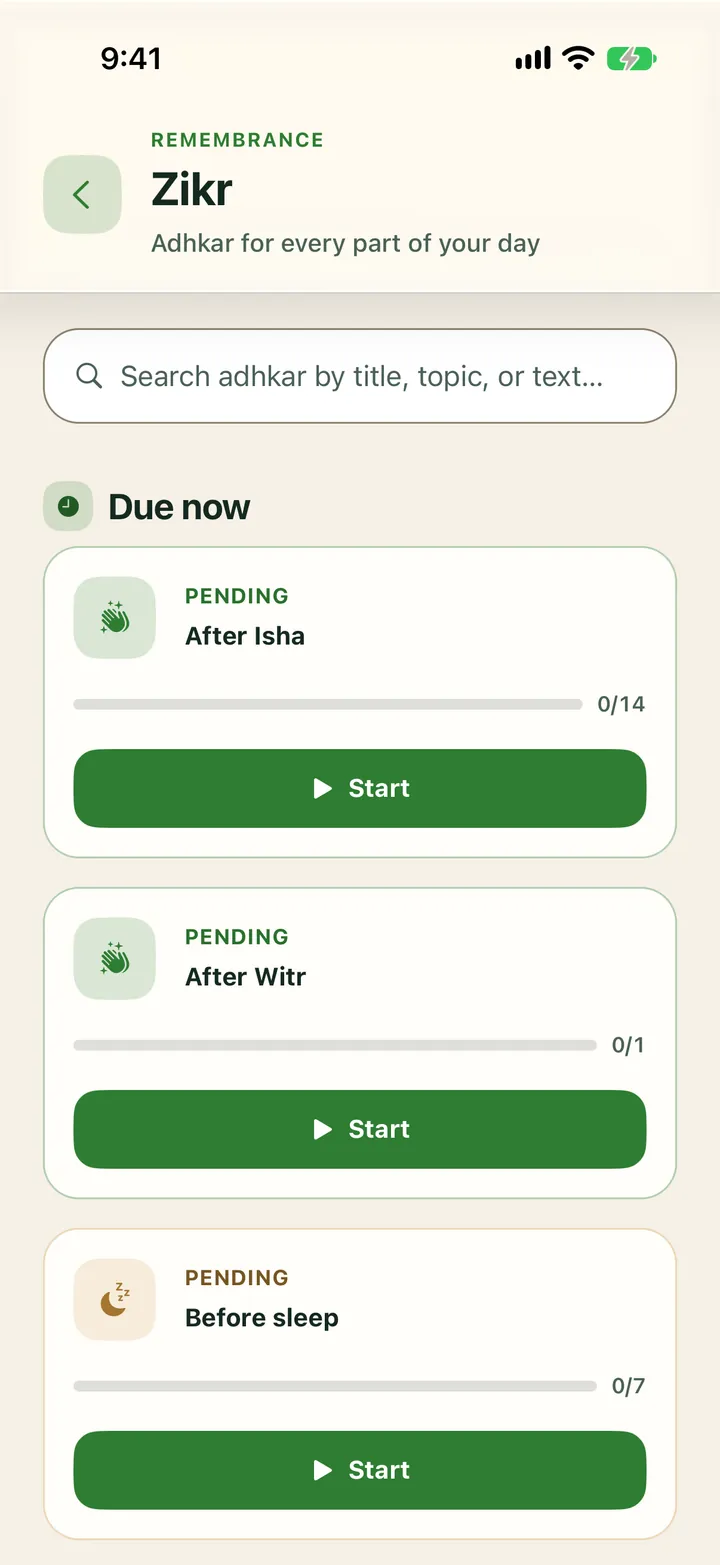 9:41
REMEMBRANCE
Zikr
Adhkar for every part of your day
Search adhkar by title, topic, or text...
Due now
PENDING
After Isha
0/14
Start
PENDING
After Witr
0/1
Start
PENDING
Before sleep
0/7
Start